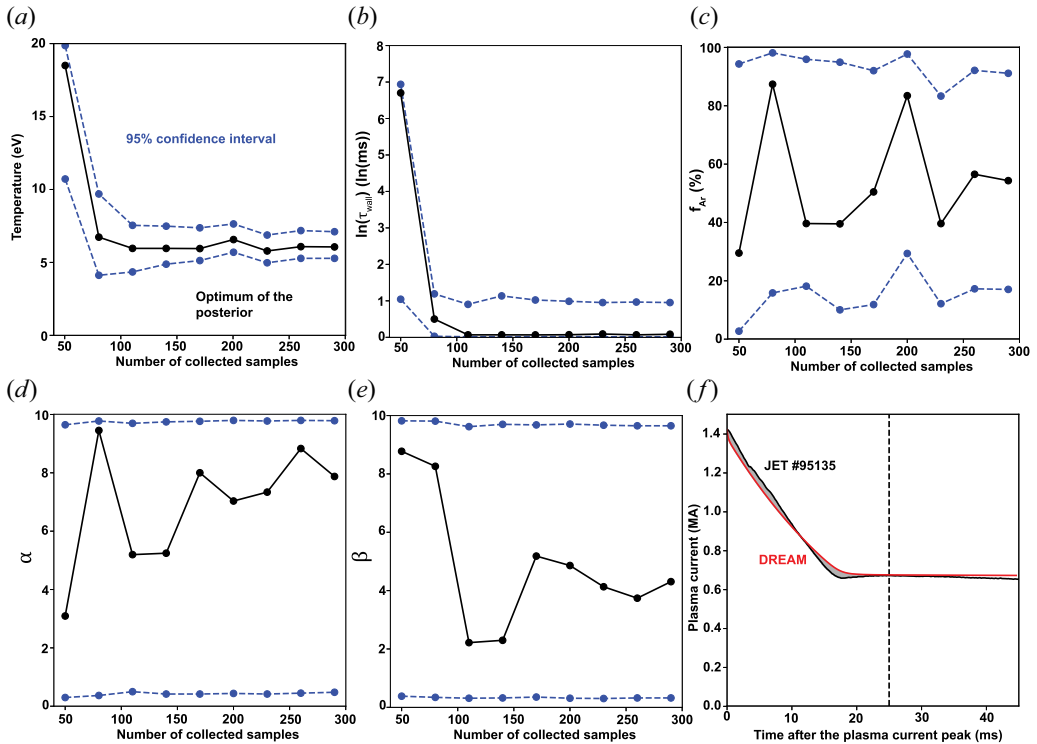 (a)
20
15
10
5
0
Temperature (eV)
95% confidence interval
Optimum of the
posterior
50 100 150 200 250 300
Number of collected samples
(b)
8
7
6
5
4
3
2
1
0
ln(τwall) (ln(ms))
50 100 150 200 250 300
Number of collected samples
(c)
100
80
60
40
20
0
fAr (%)
50 100 150 200 250 300
Number of collected samples
(d)
10
8
6
4
2
0
α
50 100 150 200 250 300
Number of collected samples
(e)
10
8
6
4
2
0
β
50 100 150 200 250 300
Number of collected samples
(f)
1.4
1.2
1.0
0.8
0.6
0.4
0.2
0.0
Plasma current (MA)
JET #95135
DREAM
0 10 20 30 40
Time after the plasma current peak (ms)